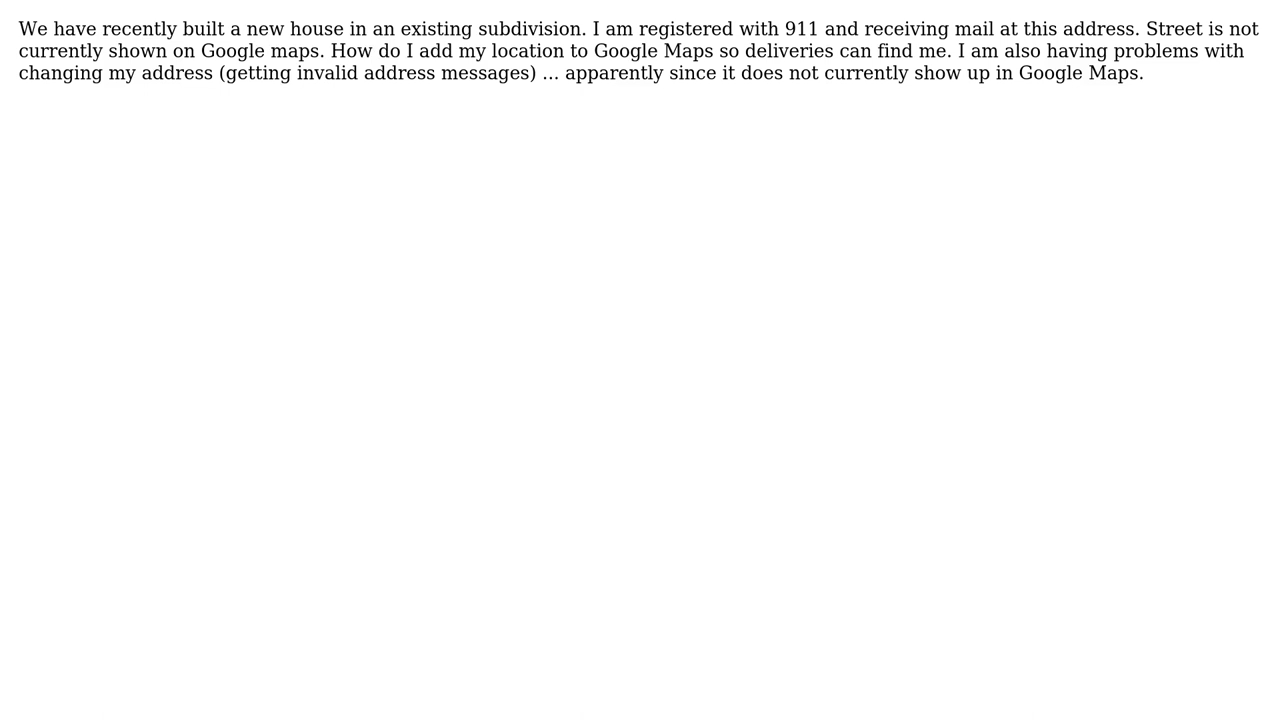 We have recently built a new house in an existing subdivision. I am registered with 911 and receiving mail at this address. Street is not
currently shown on Google maps. How do I add my location to Google Maps so deliveries can find me. I am also having problems with
changing my address (getting invalid address messages) ... apparently since it does not currently show up in Google Maps.